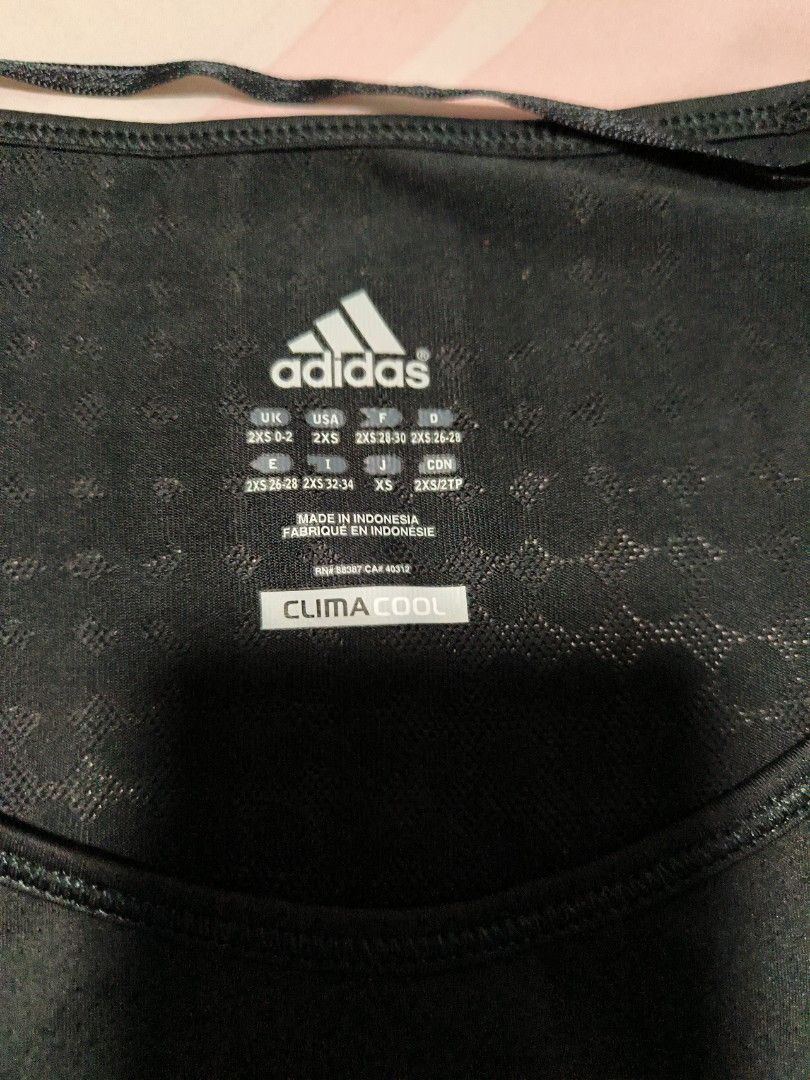 adidas®
UK USA F D
2XS 0-2 2XS 2XS 28-30 2XS 26-28
E I J CDN
2XS 26-28 2XS 32-34 XS 2XS/2TP
MADE IN INDONESIA
FABRIQUÉ EN INDONÉSIE
RN# 88387 CA# 40312
CLIMACOOL